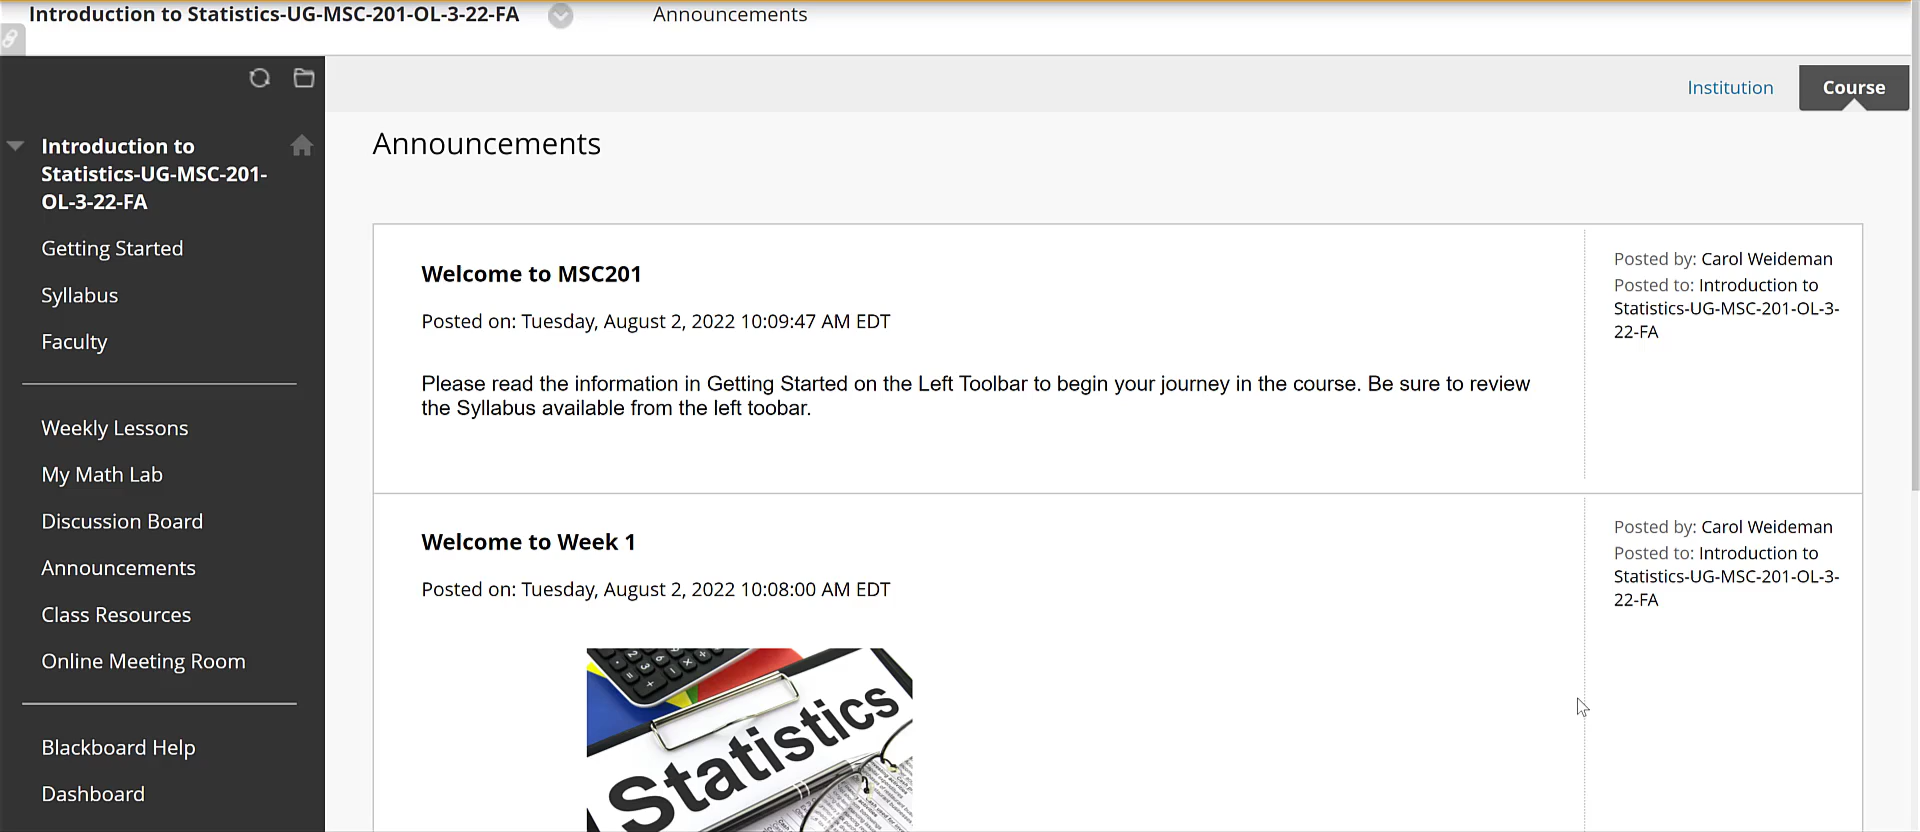 Introduction to Statistics-UG-MSC-201-OL-3-22-FA
Announcements
Institution
Course
Introduction to
Statistics-UG-MSC-201-
OL-3-22-FA
Getting Started
Syllabus
Faculty
Weekly Lessons
My Math Lab
Discussion Board
Announcements
Class Resources
Online Meeting Room
Blackboard Help
Dashboard
Announcements
Welcome to MSC201
Posted on: Tuesday, August 2, 2022 10:09:47 AM EDT
Please read the information in Getting Started on the Left Toolbar to begin your journey in the course. Be sure to review
the Syllabus available from the left toobar.
Posted by: Carol Weideman
Posted to: Introduction to
Statistics-UG-MSC-201-OL-3-
22-FA
Welcome to Week 1
Posted on: Tuesday, August 2, 2022 10:08:00 AM EDT
Statistics
Posted by: Carol Weideman
Posted to: Introduction to
Statistics-UG-MSC-201-OL-3-
22-FA